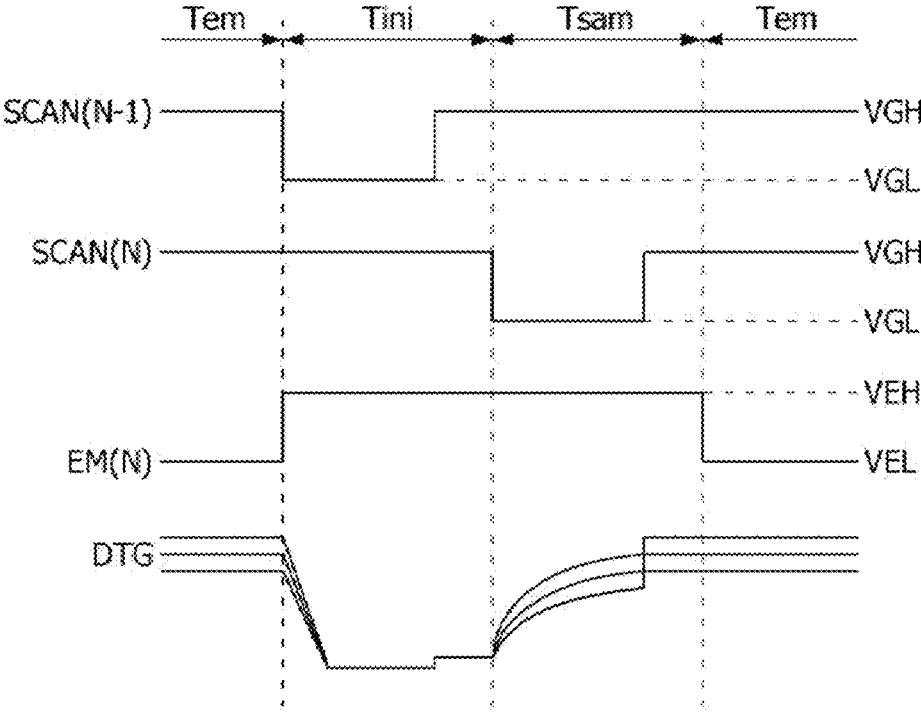 Tem Tini Tsam Tem
SCAN(N-1) VGH
VGL
SCAN(N) VGH
VGL
VEH
EM(N) VEL
DTG